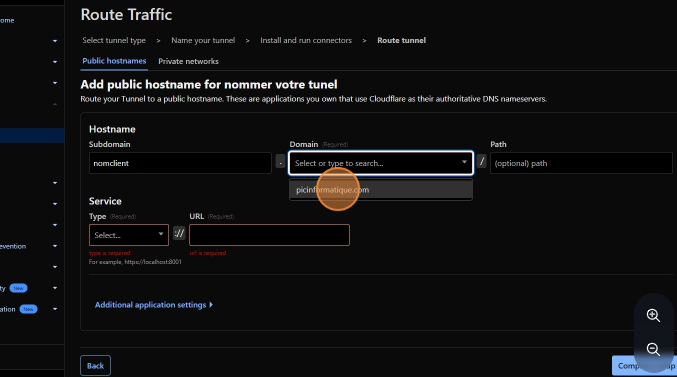 Route Traffic
ome
Select tunnel type > Name your tunnel > Install and run connectors > Route tunnel
Public hostnames Private networks
Add public hostname for nommer votre tunel
Route your Tunnel to a public hostname. These are applications you own that use Cloudflare as their authoritative DNS nameservers.
Hostname
Subdomain Domain (Required) Path
nomclient . Select or type to search... / (optional) path
picinformatique.com
Service
Type (Required) URL (Required)
Select... ://
type is required url is required
For example, https://localhost:8001
evention
ty New
Additional application settings
ation New
Back